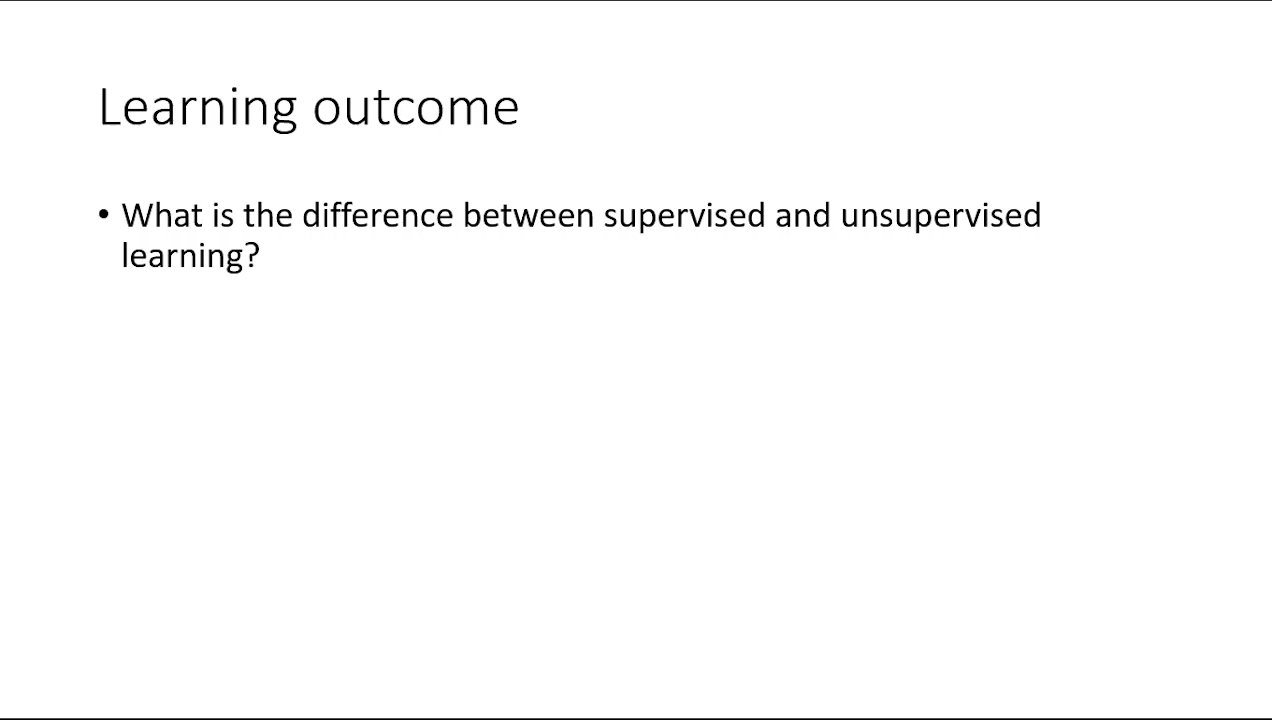 Learning outcome
• What is the difference between supervised and unsupervised
learning?